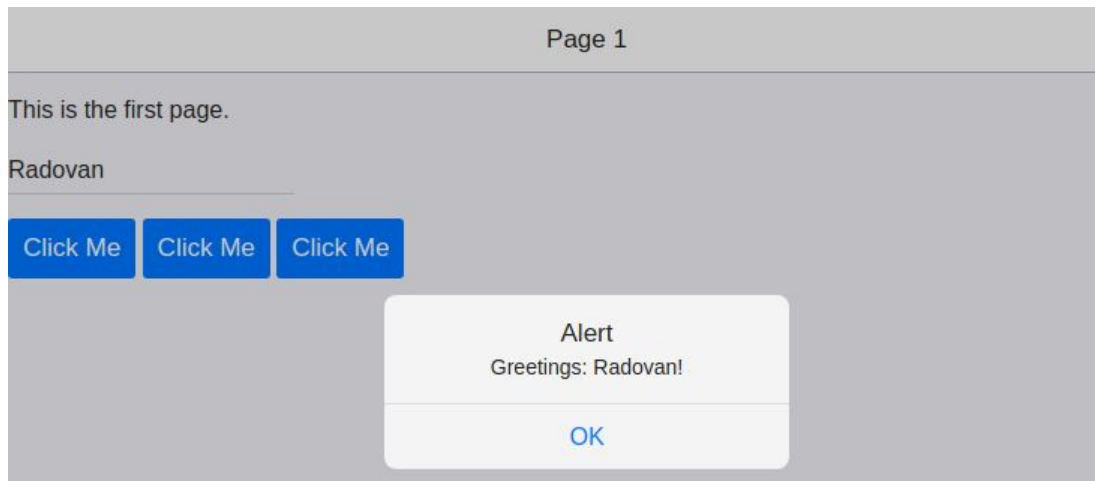 Page 1
This is the first page.
Radovan
Click Me Click Me Click Me
Alert
Greetings: Radovan!
OK